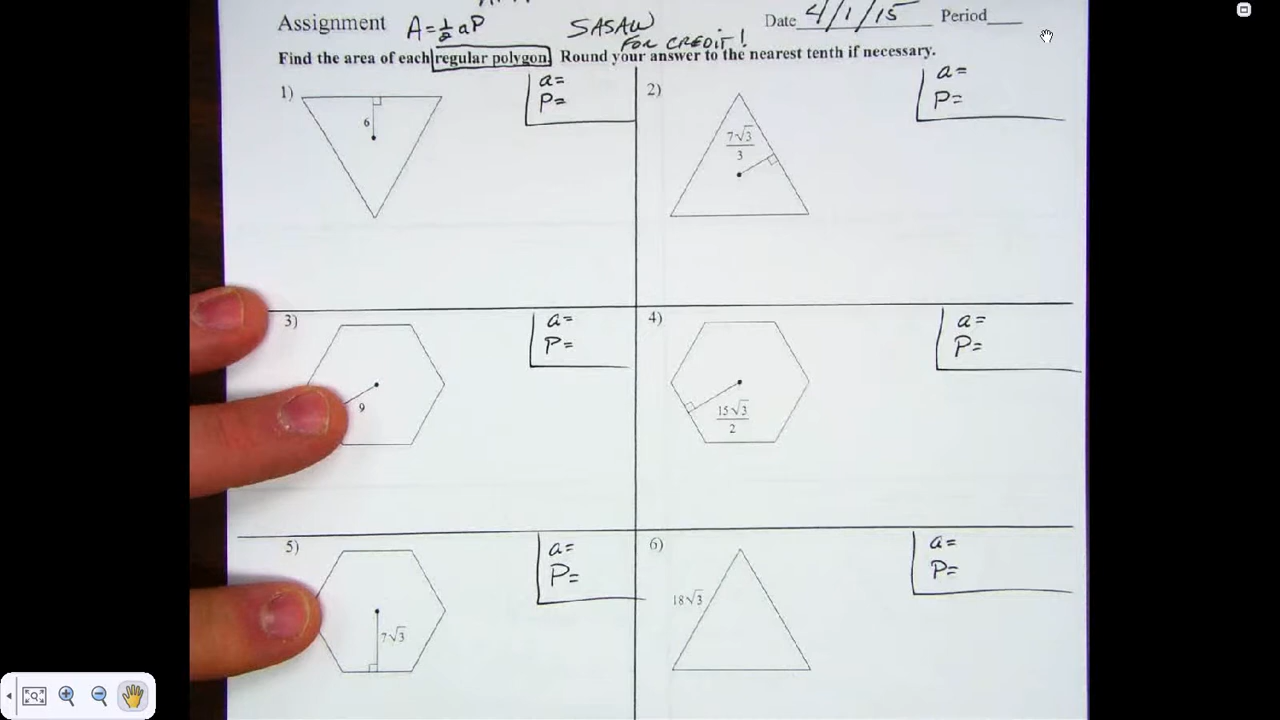 Assignment A = ½ aP SASAW Date 4/1/15 Period
FOR CREDIT!
Find the area of each regular polygon. Round your answer to the nearest tenth if necessary.
1) 6 a= P=
2) 7√3/3 a= P=
3) 9 a= P=
4) 15√3/2 a= P=
5) 7√3 a= P=
6) 18√3 a= P=